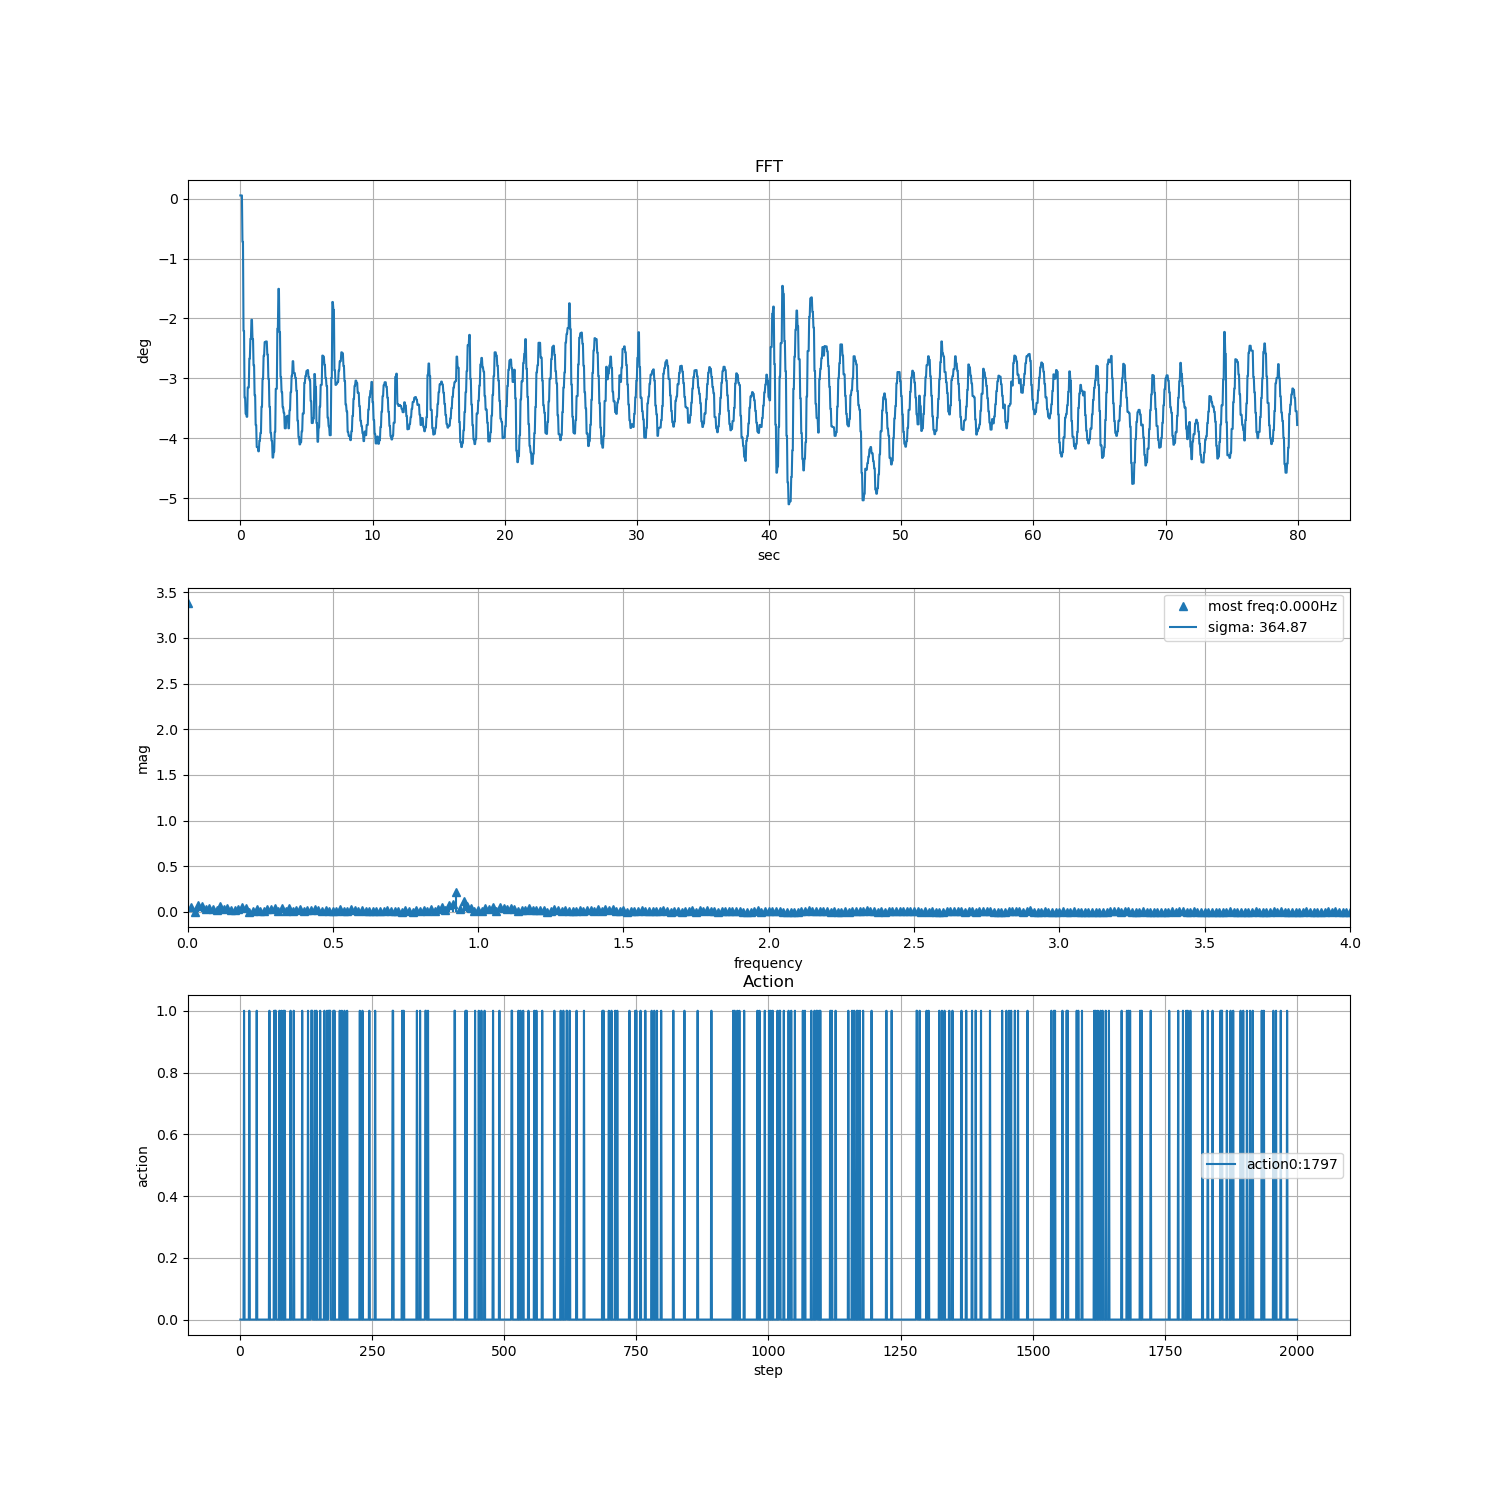 FFT
0
−1
−2
−3
−4
−5
deg
0 10 20 30 40 50 60 70 80
sec
3.5
3.0
2.5
2.0
1.5
1.0
0.5
0.0
mag
most freq:0.000Hz
sigma: 364.87
0.0 0.5 1.0 1.5 2.0 2.5 3.0 3.5 4.0
frequency
Action
1.0
0.8
0.6
0.4
0.2
0.0
action
action0:1797
0 250 500 750 1000 1250 1500 1750 2000
step